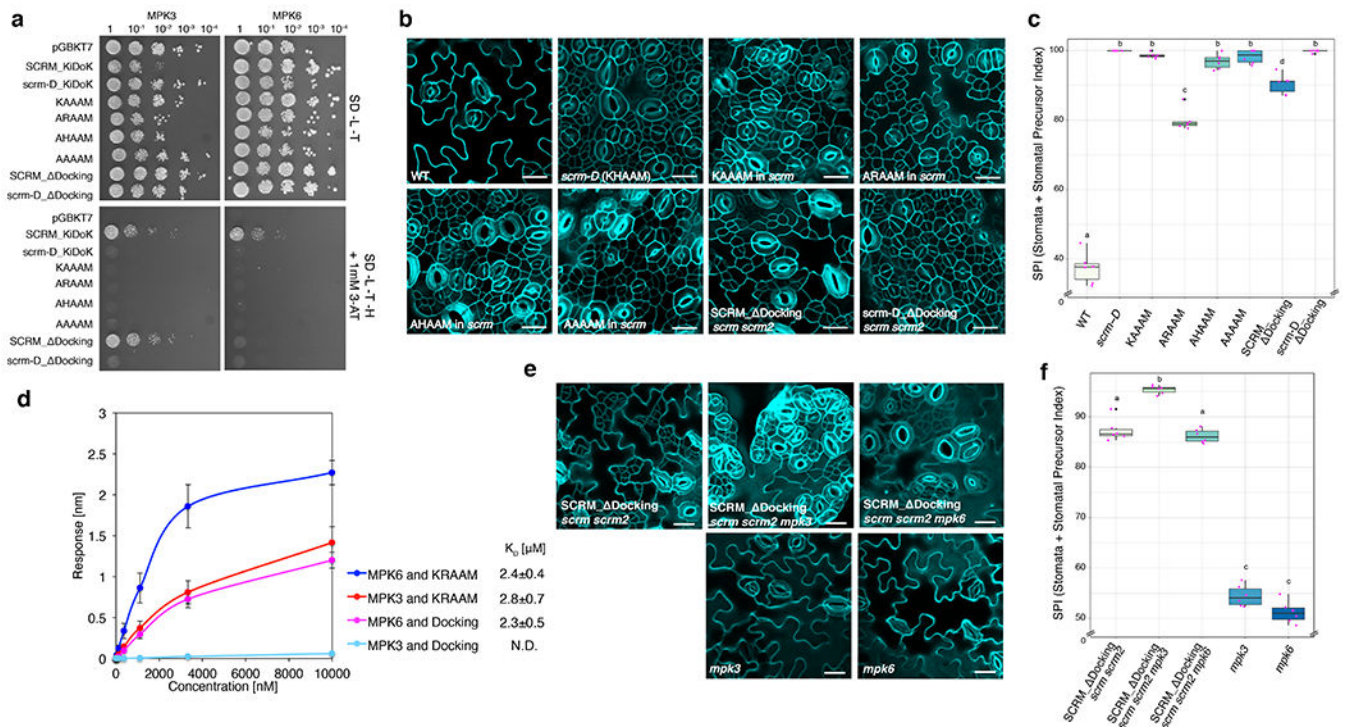 a
MPK3 MPK6
1 10-1 10-2 10-3 10-4 1 10-1 10-2 10-3 10-4
pGBKT7
SCRM_KiDoK
scrm-D_KiDoK
KAAAM
ARAAM
AHAAM
AAAAM
SCRM_ΔDocking
scrm-D_ΔDocking
SD -L -T
pGBKT7
SCRM_KiDoK
scrm-D_KiDoK
KAAAM
ARAAM
AHAAM
AAAAM
SCRM_ΔDocking
scrm-D_ΔDocking
SD -L -T -H
+ 1mM 3-AT
b
WT
scrm-D (KHAAM)
KAAAM in scrm
ARAAM in scrm
AHAAM in scrm
AAAAM in scrm
SCRM_ΔDocking
scrm scrm2
scrm-D_ΔDocking
scrm scrm2
c
SPI (Stomata + Stomatal Precursor Index)
100
80
60
40
0
a
b
b
c
b
b
d
b
WT
scrm-D
KAAAM
ARAAM
AHAAM
AAAAM
SCRM_
ΔDocking
scrm-D_
ΔDocking
d
Response [nm]
3
2.5
2
1.5
1
0.5
0
0 2000 4000 6000 8000 10000
Concentration [nM]
KD [µM]
MPK6 and KRAAM 2.4±0.4
MPK3 and KRAAM 2.8±0.7
MPK6 and Docking 2.3±0.5
MPK3 and Docking N.D.
e
SCRM_ΔDocking
scrm scrm2
SCRM_ΔDocking
scrm scrm2 mpk3
SCRM_ΔDocking
scrm scrm2 mpk6
mpk3
mpk6
f
SPI (Stomata + Stomatal Precursor Index)
90
80
70
60
50
0
a
b
a
c
c
SCRM_ΔDocking
scrm scrm2
SCRM_ΔDocking
scrm scrm2 mpk3
SCRM_ΔDocking
scrm scrm2 mpk6
mpk3
mpk6